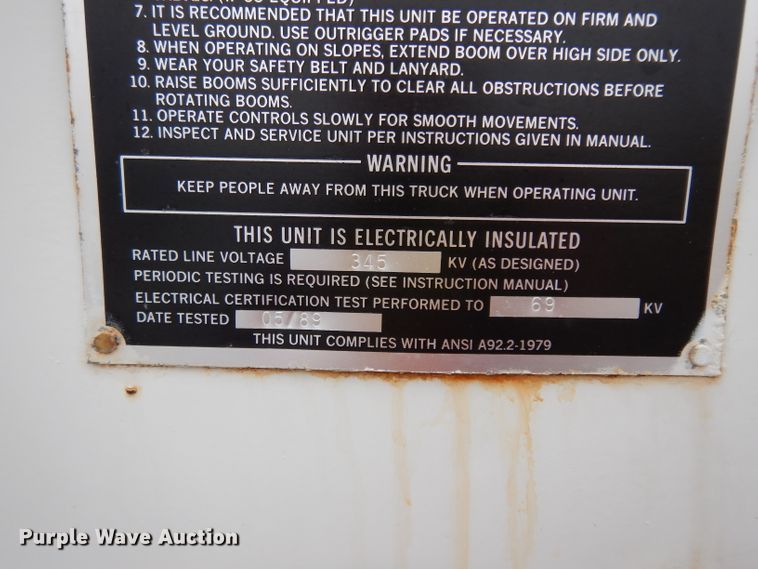 (IF SO EQUIPPED)
7. IT IS RECOMMENDED THAT THIS UNIT BE OPERATED ON FIRM AND
LEVEL GROUND. USE OUTRIGGER PADS IF NECESSARY.
8. WHEN OPERATING ON SLOPES, EXTEND BOOM OVER HIGH SIDE ONLY.
9. WEAR YOUR SAFETY BELT AND LANYARD.
10. RAISE BOOMS SUFFICIENTLY TO CLEAR ALL OBSTRUCTIONS BEFORE
ROTATING BOOMS.
11. OPERATE CONTROLS SLOWLY FOR SMOOTH MOVEMENTS.
12. INSPECT AND SERVICE UNIT PER INSTRUCTIONS GIVEN IN MANUAL.
WARNING
KEEP PEOPLE AWAY FROM THIS TRUCK WHEN OPERATING UNIT.
THIS UNIT IS ELECTRICALLY INSULATED
RATED LINE VOLTAGE 345 KV (AS DESIGNED)
PERIODIC TESTING IS REQUIRED (SEE INSTRUCTION MANUAL)
ELECTRICAL CERTIFICATION TEST PERFORMED TO 69 KV
DATE TESTED 05/89
THIS UNIT COMPLIES WITH ANSI A92.2-1979
Purple Wave Auction